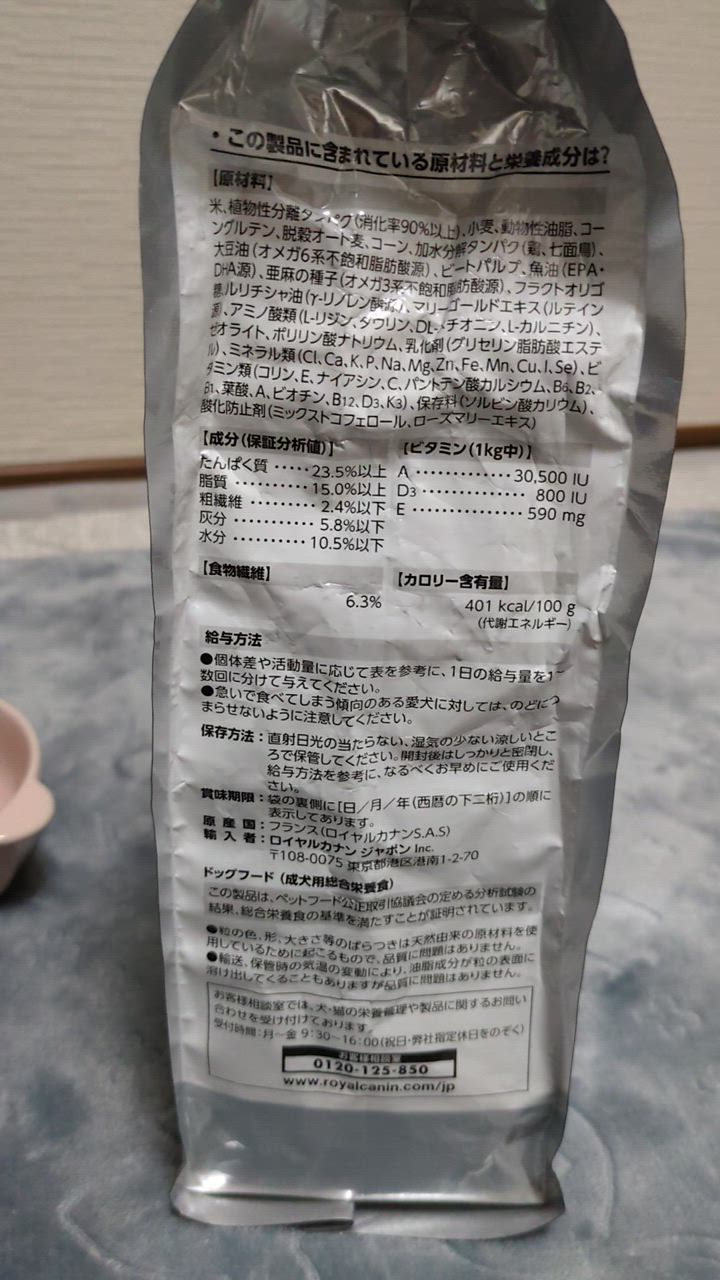 ・この製品に含まれている原材料と栄養成分は?
【原材料】
米、植物性分離タンパク(消化率90%以上)、小麦、動物性油脂、コー
ングルテン、脱穀オート麦、コーン、加水分解タンパク(鶏、七面鳥)、
大豆油(オメガ6系不飽和脂肪酸源)、ビートパルプ、魚油(EPA・
DHA源)、亜麻の種子(オメガ3系不飽和脂肪酸源)、フラクトオリゴ
糖、ルリチシャ油(γ-リノレン酸源)、マリーゴールドエキス(ルテイン
源)、アミノ酸類(L-リジン、タウリン、DL-メチオニン、L-カルニチン)、
ゼオライト、ポリリン酸ナトリウム、乳化剤(グリセリン脂肪酸エステ
ル)、ミネラル類(Cl、Ca、K、P、Na、Mg、Zn、Fe、Mn、Cu、I、Se)、ビ
タミン類(コリン、E、ナイアシン、C、パントテン酸カルシウム、B6、B2、
B1、葉酸、A、ビオチン、B12、D3、K3)、保存料(ソルビン酸カリウム)、
酸化防止剤(ミックストコフェロール、ローズマリーエキス)
【成分(保証分析値)】 【ビタミン(1kg中)】
たんぱく質 ・・・・・23.5%以上 A ・・・・・・・・・・・・30,500 IU
脂質 ・・・・・・・・・・15.0%以上 D3 ・・・・・・・・・・・・・ 800 IU
粗繊維 ・・・・・・・・・ 2.4%以下 E ・・・・・・・・・・・・・・ 590 mg
灰分 ・・・・・・・・・・ 5.8%以下
水分 ・・・・・・・・・・ 10.5%以下
【食物繊維】 【カロリー含有量】
6.3% 401 kcal/100 g
(代謝エネルギー)
給与方法
●個体差や活動量に応じて表を参考に、1日の給与量を1〜
数回に分けて与えてください。
●急いで食べてしまう傾向のある愛犬に対しては、のどにつ
まらせないように注意してください。
保存方法:直射日光の当たらない、湿気の少ない涼しいとこ
ろで保管してください。開封後はしっかりと密閉し、
給与方法を参考に、なるべくお早めにご使用くだ
さい。
賞味期限:袋の裏側に[日/月/年(西暦の下二桁)]の順に
表示してあります。
原産国:フランス(ロイヤルカナンS.A.S)
輸入者:ロイヤルカナン ジャポン Inc.
〒108-0075 東京都港区港南1-2-70
ドッグフード (成犬用総合栄養食)
この製品は、ペットフード公正取引協議会の定める分析試験の
結果、総合栄養食の基準を満たすことが証明されています。
●粒の色、形、大きさ等のばらつきは天然由来の原材料を使
用しているために起こるもので、品質に問題はありません。
●輸送、保管時の気温の変動により、油脂成分が粒の表面に
溶け出してくることもありますが品質に問題はありません。
お客様相談室では、犬・猫の栄養管理や製品に関するお問い
合わせを受け付けております。
受付時間:月〜金 9:30〜16:00(祝日・弊社指定休日をのぞく)
お客様相談室
0120-125-850
www.royalcanin.com/jp